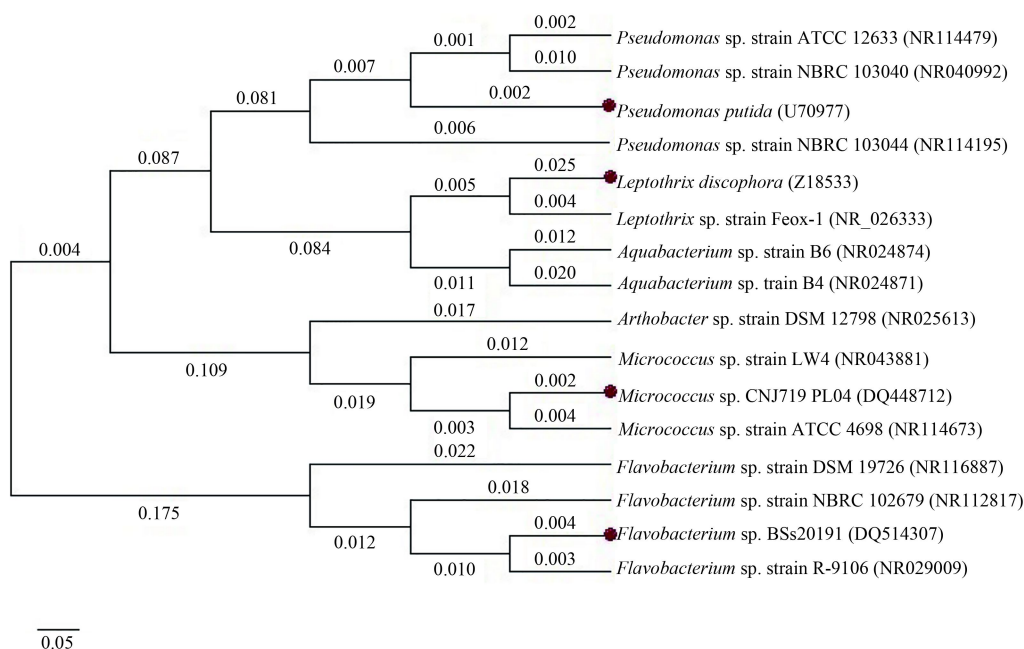 0.002
Pseudomonas sp. strain ATCC 12633 (NR114479)
0.001
0.010
Pseudomonas sp. strain NBRC 103040 (NR040992)
0.007
0.002
Pseudomonas putida (U70977)
0.081
0.006
Pseudomonas sp. strain NBRC 103044 (NR114195)
0.087
0.025
Leptothrix discophora (Z18533)
0.005
0.004
Leptothrix sp. strain Feox-1 (NR_026333)
0.004
0.084
0.012
Aquabacterium sp. strain B6 (NR024874)
0.011
0.020
Aquabacterium sp. train B4 (NR024871)
0.017
Arthobacter sp. strain DSM 12798 (NR025613)
0.109
0.012
Micrococcus sp. strain LW4 (NR043881)
0.019
0.002
Micrococcus sp. CNJ719 PL04 (DQ448712)
0.003
0.004
Micrococcus sp. strain ATCC 4698 (NR114673)
0.022
Flavobacterium sp. strain DSM 19726 (NR116887)
0.175
0.018
Flavobacterium sp. strain NBRC 102679 (NR112817)
0.012
0.004
Flavobacterium sp. BSs20191 (DQ514307)
0.010
0.003
Flavobacterium sp. strain R-9106 (NR029009)
0.05